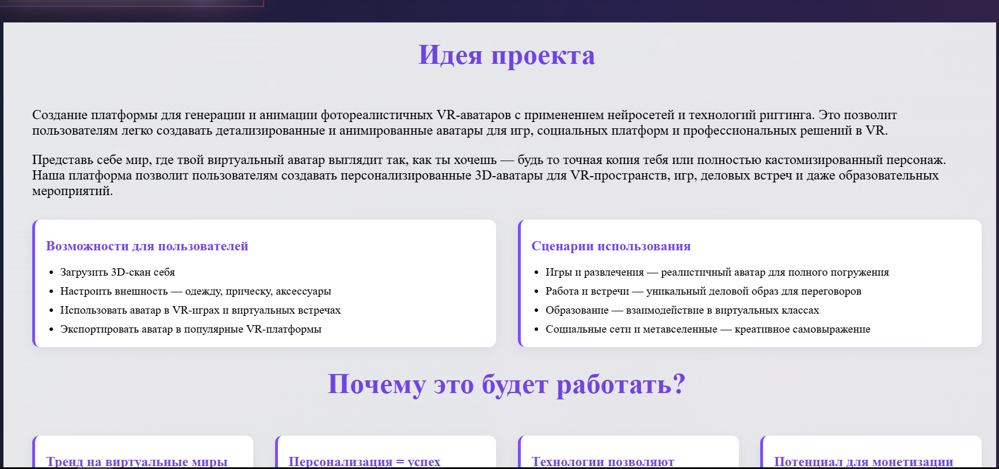 Идея проекта
Создание платформы для генерации и анимации фотореалистичных VR-аватаров с применением нейросетей и технологий риггинга. Это позволит
пользователям легко создавать детализированные и анимированные аватары для игр, социальных платформ и профессиональных решений в VR.
Представь себе мир, где твой виртуальный аватар выглядит так, как ты хочешь — будь то точная копия тебя или полностью кастомизированный персонаж.
Наша платформа позволит пользователям создавать персонализированные 3D-аватары для VR-пространств, игр, деловых встреч и даже образовательных
мероприятий.
Возможности для пользователей
• Загрузить 3D-скан себя
• Настроить внешность — одежду, прическу, аксессуары
• Использовать аватар в VR-играх и виртуальных встречах
• Экспортировать аватар в популярные VR-платформы
Сценарии использования
• Игры и развлечения — реалистичный аватар для полного погружения
• Работа и встречи — уникальный деловой образ для переговоров
• Образование — взаимодействие в виртуальных классах
• Социальные сети и метавселенные — креативное самовыражение
Почему это будет работать?
Тренд на виртуальные миры
Персонализация = успех
Технологии позволяют
Потенциал для монетизации